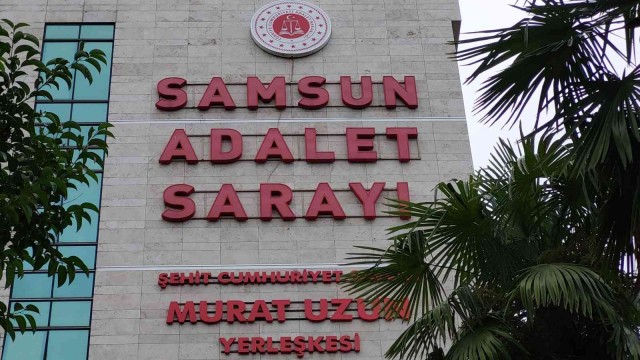 SAMSUN
ADALET
SARAYI
ŞEHİT CUMHURİYET
MURAT UZUN
YERLEŞKESİ